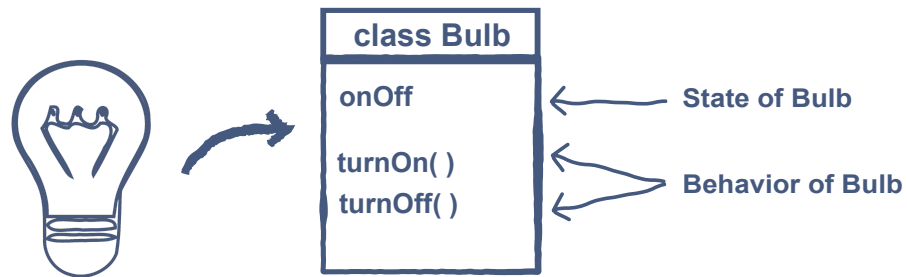 class Bulb
onOff
State of Bulb
turnOn( )
turnOff( )
Behavior of Bulb